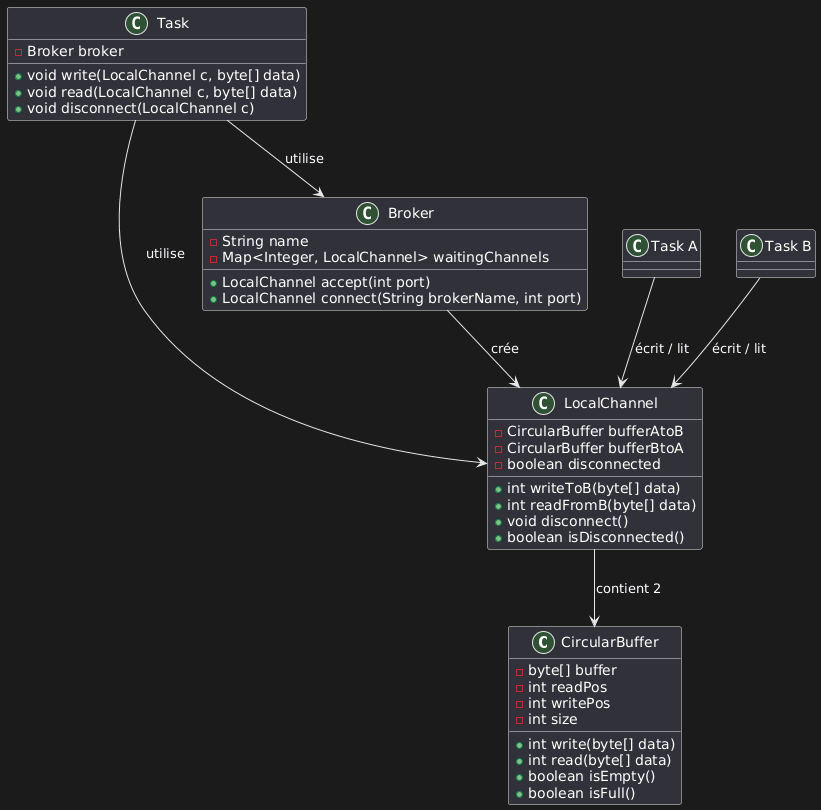 C Task
Broker broker
void write(LocalChannel c, byte[] data)
void read(LocalChannel c, byte[] data)
void disconnect(LocalChannel c)
utilise
utilise
C Broker
String name
Map<Integer, LocalChannel> waitingChannels
LocalChannel accept(int port)
LocalChannel connect(String brokerName, int port)
C Task A
C Task B
crée
écrit / lit
écrit / lit
C LocalChannel
CircularBuffer bufferAtoB
CircularBuffer bufferBtoA
boolean disconnected
int writeToB(byte[] data)
int readFromB(byte[] data)
void disconnect()
boolean isDisconnected()
contient 2
C CircularBuffer
byte[] buffer
int readPos
int writePos
int size
int write(byte[] data)
int read(byte[] data)
boolean isEmpty()
boolean isFull()